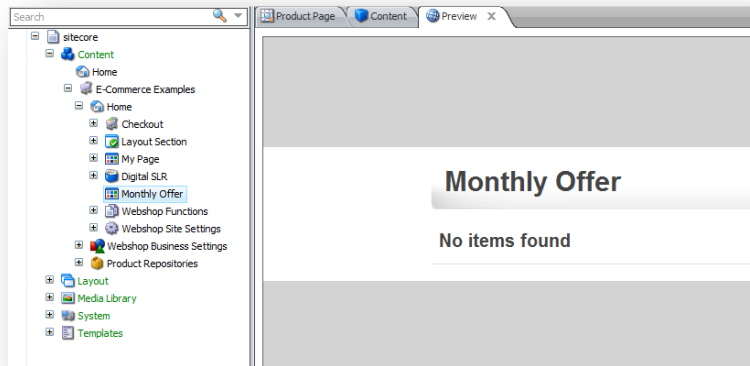 Search
sitecore
Content
Home
E-Commerce Examples
Home
Checkout
Layout Section
My Page
Digital SLR
Monthly Offer
Webshop Functions
Webshop Site Settings
Webshop Business Settings
Product Repositories
Layout
Media Library
System
Templates
Product Page
Content
Preview
Monthly Offer
No items found